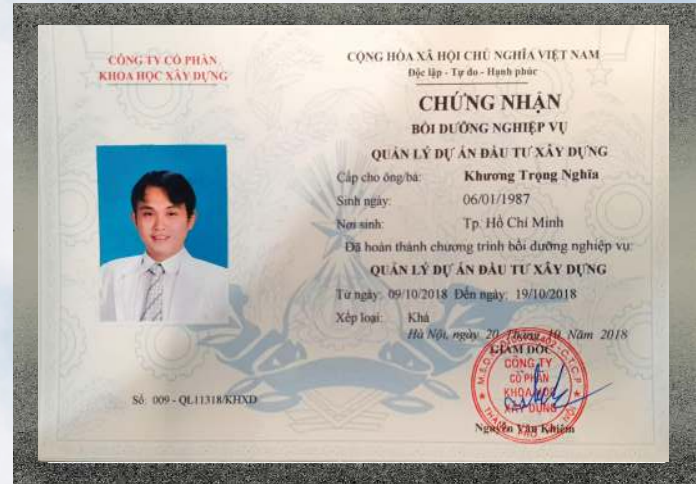 CÔNG TY CỔ PHẦN
KHOA HỌC XÂY DỰNG
CỘNG HÒA XÃ HỘI CHỦ NGHĨA VIỆT NAM
Độc lập - Tự do - Hạnh phúc
CHỨNG NHẬN
BỒI DƯỠNG NGHIỆP VỤ
QUẢN LÝ DỰ ÁN ĐẦU TƯ XÂY DỰNG
Cấp cho ông/bà: Khương Trọng Nghĩa
Sinh ngày: 06/01/1987
Nơi sinh: Tp. Hồ Chí Minh
Đã hoàn thành chương trình bồi dưỡng nghiệp vụ:
QUẢN LÝ DỰ ÁN ĐẦU TƯ XÂY DỰNG
Từ ngày: 09/10/2018 Đến ngày: 19/10/2018
Xếp loại: Khá
Hà Nội, ngày 20 Tháng 10 Năm 2018
GIÁM ĐỐC
CÔNG TY
CỔ PHẦN
KHOA HỌC
XÂY DỰNG
Nguyễn Văn Khiêm
Số: 009 - QL11318/KHXD